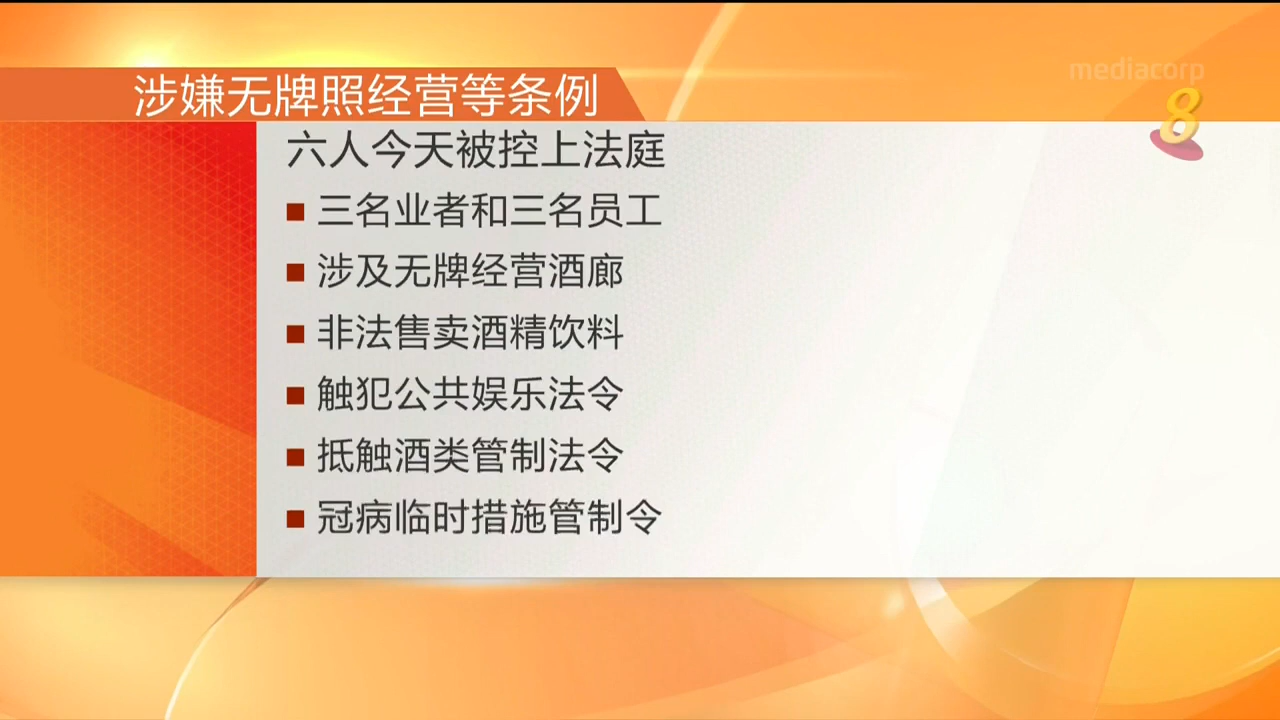 涉嫌无牌照经营等条例
mediacorp
8
六人今天被控上法庭
三名业者和三名员工
涉及无牌经营酒廊
非法售卖酒精饮料
触犯公共娱乐法令
抵触酒类管制法令
冠病临时措施管制令